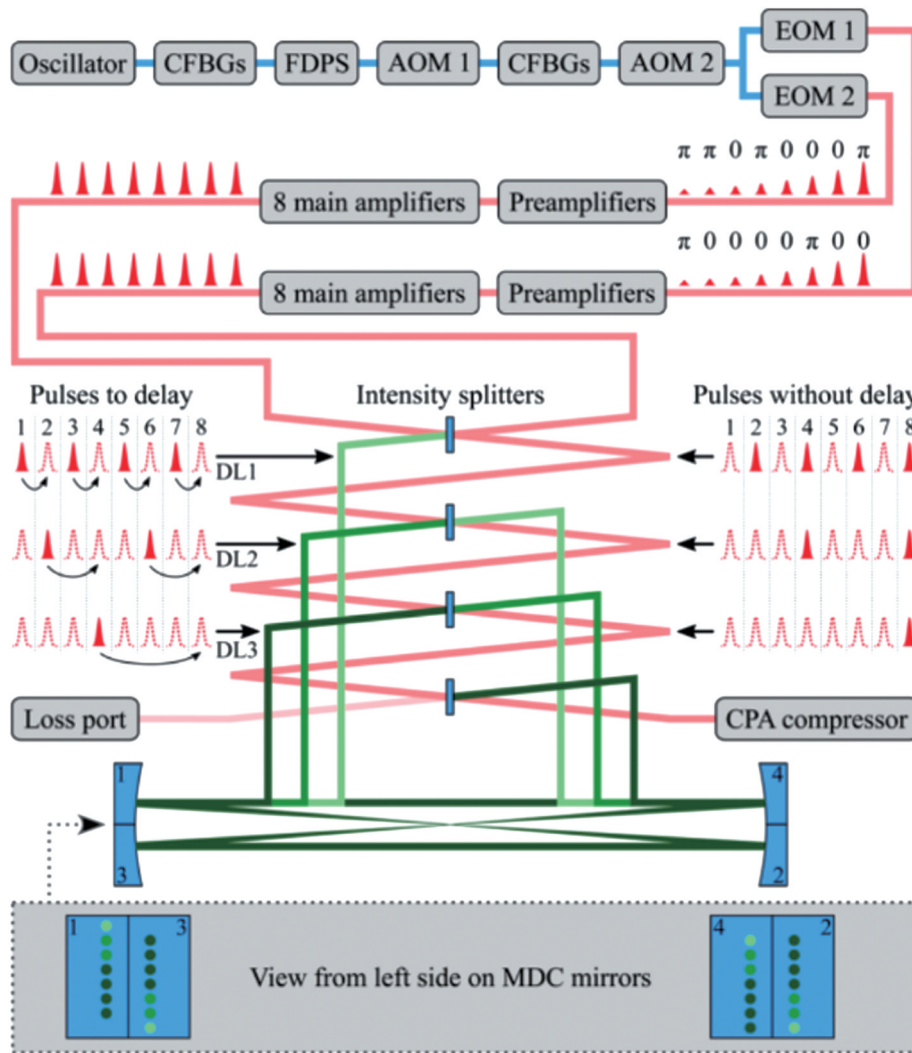 EOM 1
Oscillator CFBGs FDPS AOM 1 CFBGs AOM 2
EOM 2
π π 0 π 0 0 0 π
8 main amplifiers Preamplifiers
π 0 0 0 0 π 0 0
8 main amplifiers Preamplifiers
Pulses to delay Intensity splitters Pulses without delay
1 2 3 4 5 6 7 8 1 2 3 4 5 6 7 8
DL1
DL2
DL3
Loss port CPA compressor
1 4
3 2
1 3 4 2
View from left side on MDC mirrors